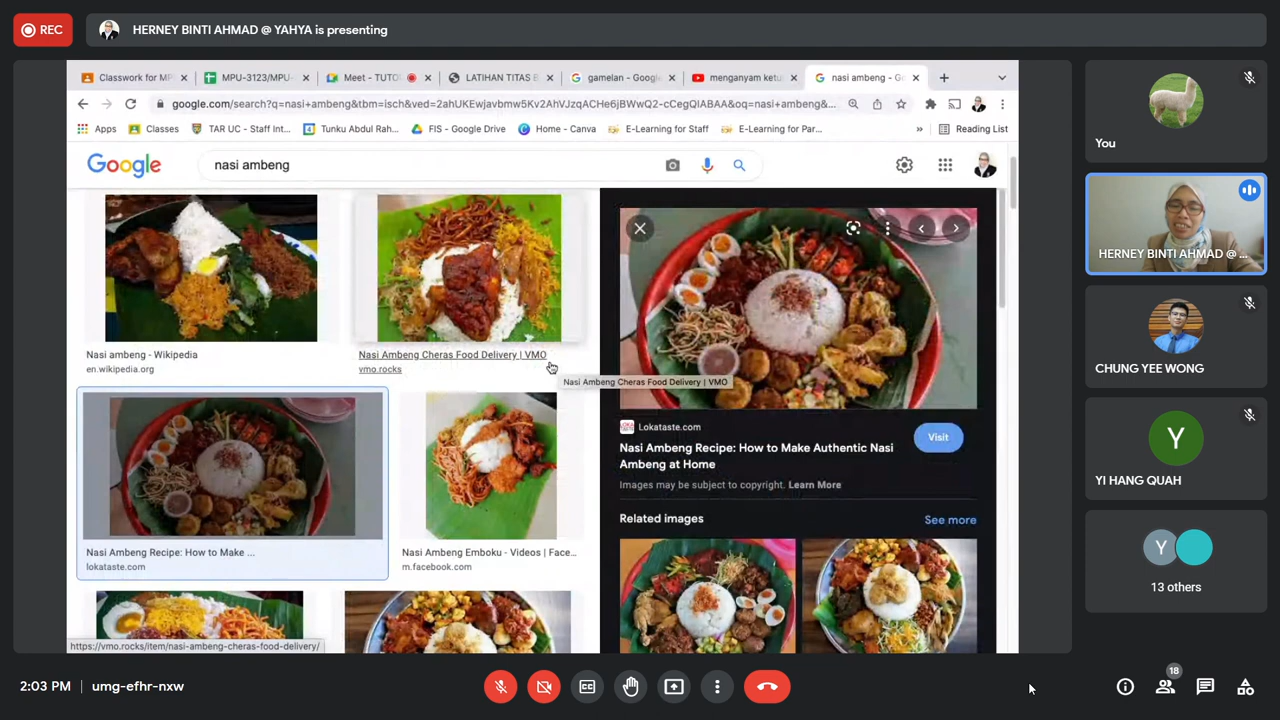 REC
HERNEY BINTI AHMAD @ YAHYA is presenting
Classwork for MP
MPU-3123/MPU-
Meet - TUTO
LATIHAN TITAS B
gamelan - Google
menganyam ketu
nasi ambeng - G
google.com/search?q=nasi+ambeng&tbm=isch&ved=2ahUKEwjavbmw5Kv2AhVJzqACHe6jBWwQ2-cCegQIABAA&oq=nasi+ambeng&...
Apps
Classes
TAR UC - Staff Int...
Tunku Abdul Rah...
FIS - Google Drive
Home - Canva
E-Learning for Staff
E-Learning for Par...
»
Reading List
Google
nasi ambeng
Nasi ambeng - Wikipedia
en.wikipedia.org
Nasi Ambeng Cheras Food Delivery | VMO
vmo.rocks
Nasi Ambeng Cheras Food Delivery | VMO
Nasi Ambeng Recipe: How to Make ...
lokataste.com
Nasi Ambeng Emboku - Videos | Face...
m.facebook.com
https://vmo.rocks/item/nasi-ambeng-cheras-food-delivery/
Lokataste.com
Nasi Ambeng Recipe: How to Make Authentic Nasi
Ambeng at Home
Visit
Images may be subject to copyright. Learn More
Related images
See more
You
HERNEY BINTI AHMAD @ ...
CHUNG YEE WONG
Y
YI HANG QUAH
Y
13 others
2:03 PM
umg-efhr-nxw
18